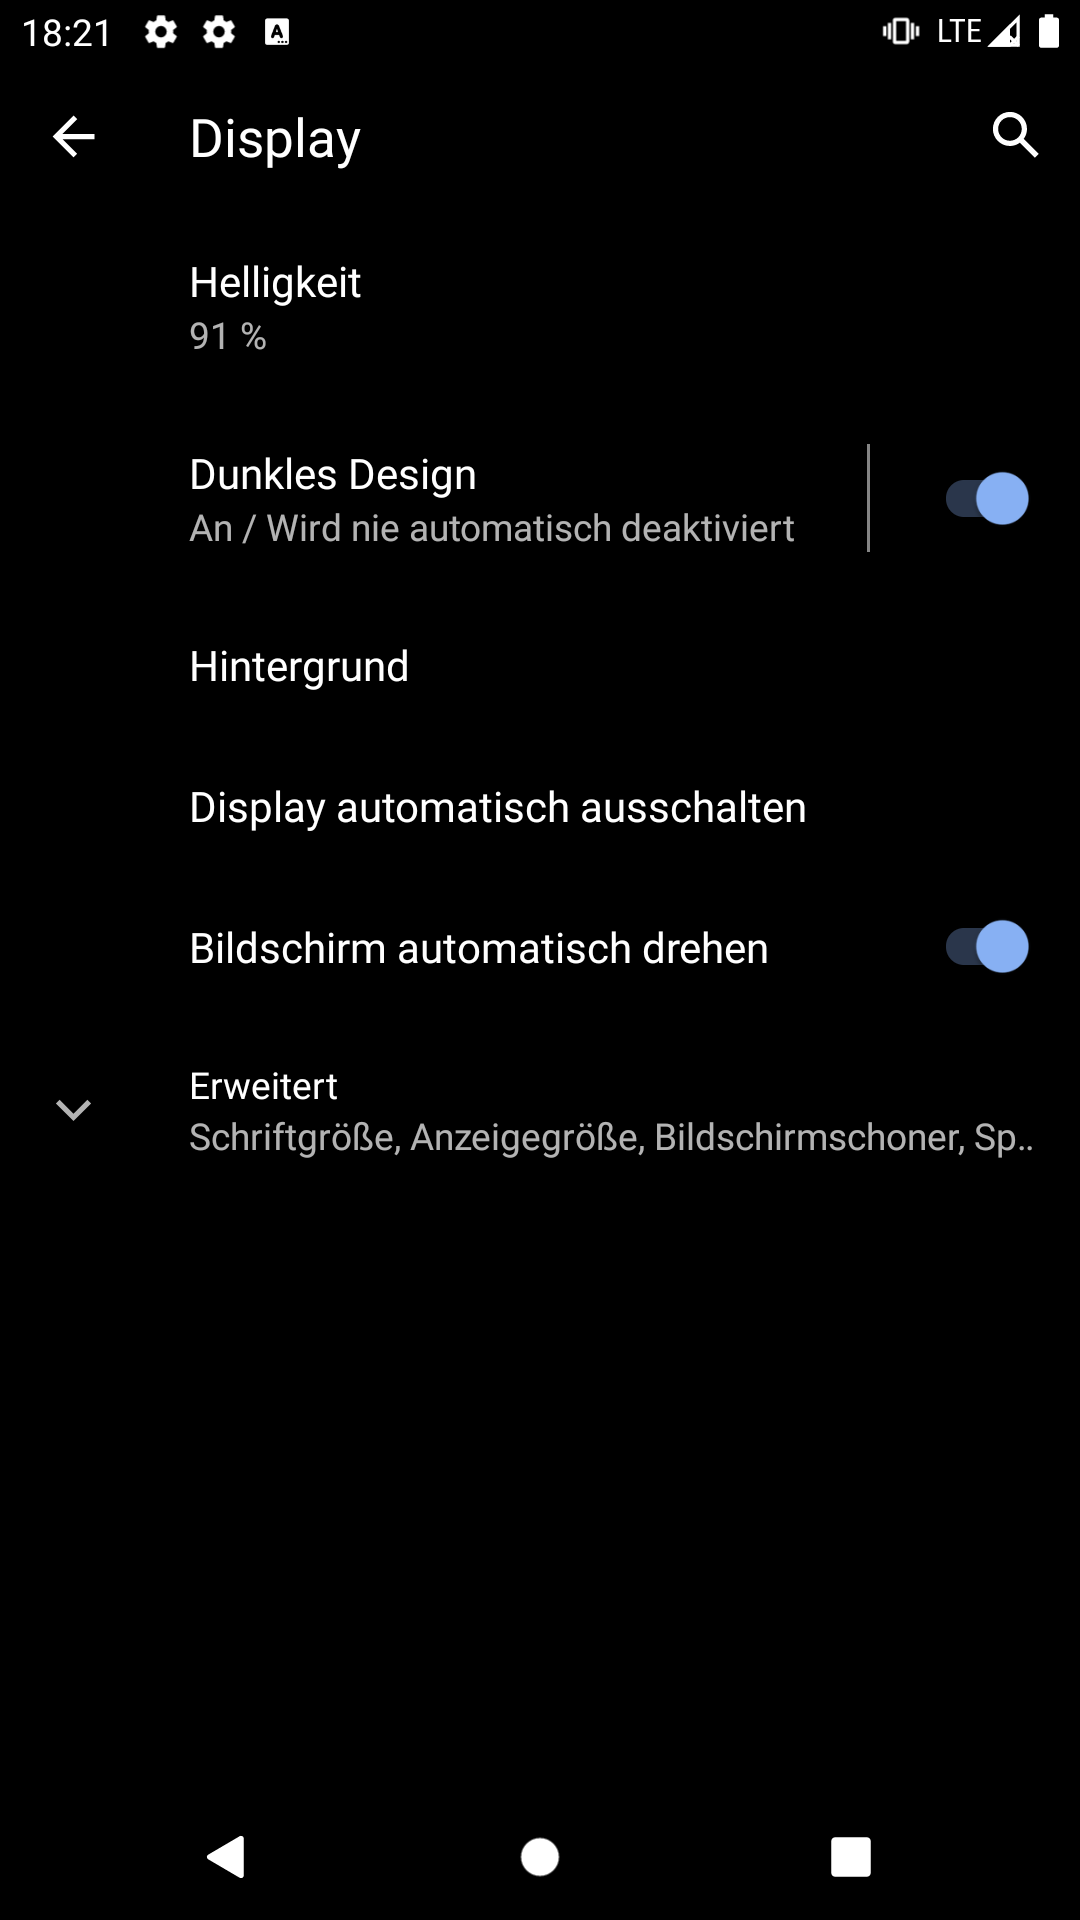 18:21 LTE
Display
Helligkeit
91 %
Dunkles Design
An / Wird nie automatisch deaktiviert
Hintergrund
Display automatisch ausschalten
Bildschirm automatisch drehen
Erweitert
Schriftgröße, Anzeigegröße, Bildschirmschoner, Sp..